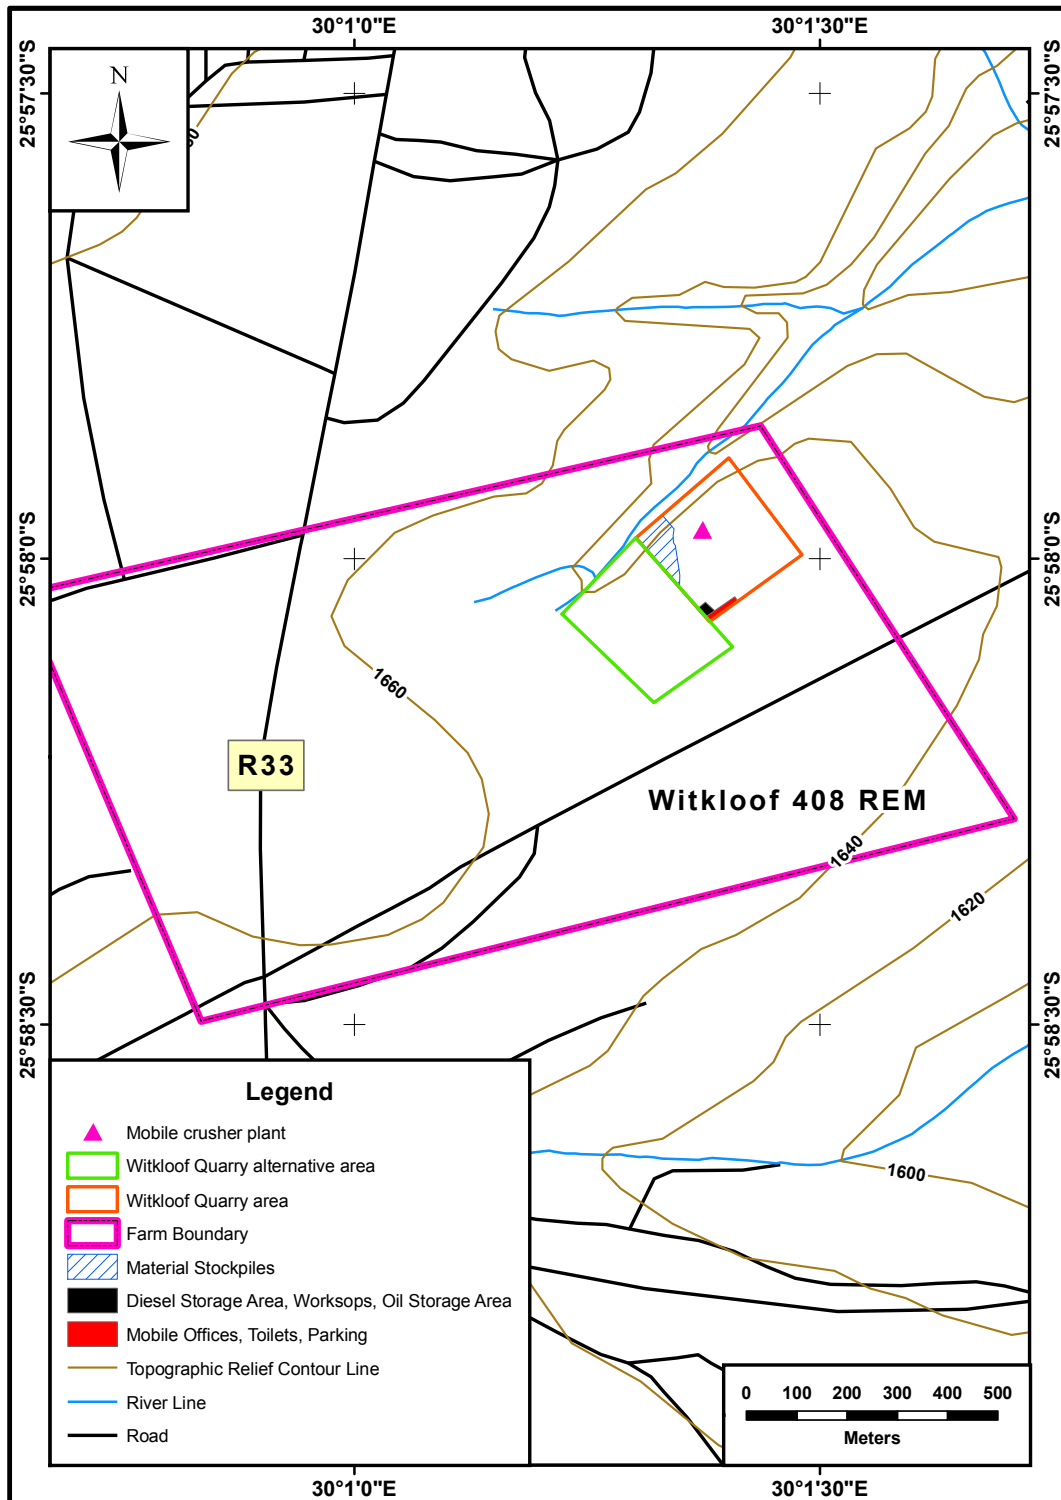 30°1'0"E 30°1'30"E
25°57'30"S 25°57'30"S
N
25°58'0"S 25°58'0"S
1660
R33
Witkloof 408 REM
1640
1620
25°58'30"S 25°58'30"S
1600
Legend
Mobile crusher plant
Witkloof Quarry alternative area
Witkloof Quarry area
Farm Boundary
Material Stockpiles
Diesel Storage Area, Worksops, Oil Storage Area
Mobile Offices, Toilets, Parking
Topographic Relief Contour Line
River Line
Road
0 100 200 300 400 500
Meters
30°1'0"E 30°1'30"E